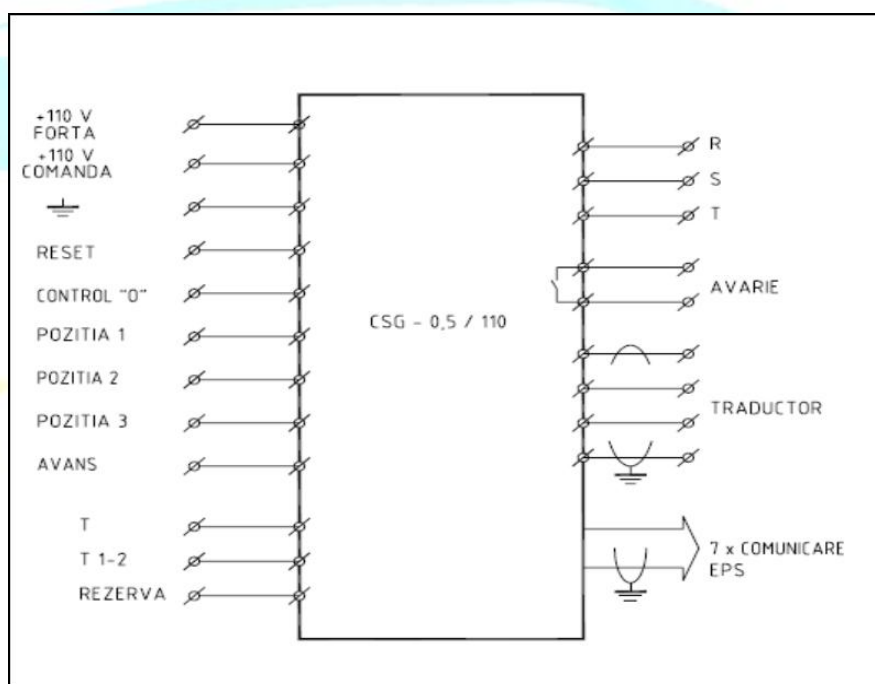 +110 V
FORTA
+110 V
COMANDA
RESET
CONTROL "0"
POZITIA 1
POZITIA 2
POZITIA 3
AVANS
T
T 1-2
REZERVA
CSG - 0,5 / 110
R
S
T
AVARIE
TRADUCTOR
7 x COMUNICARE
EPS